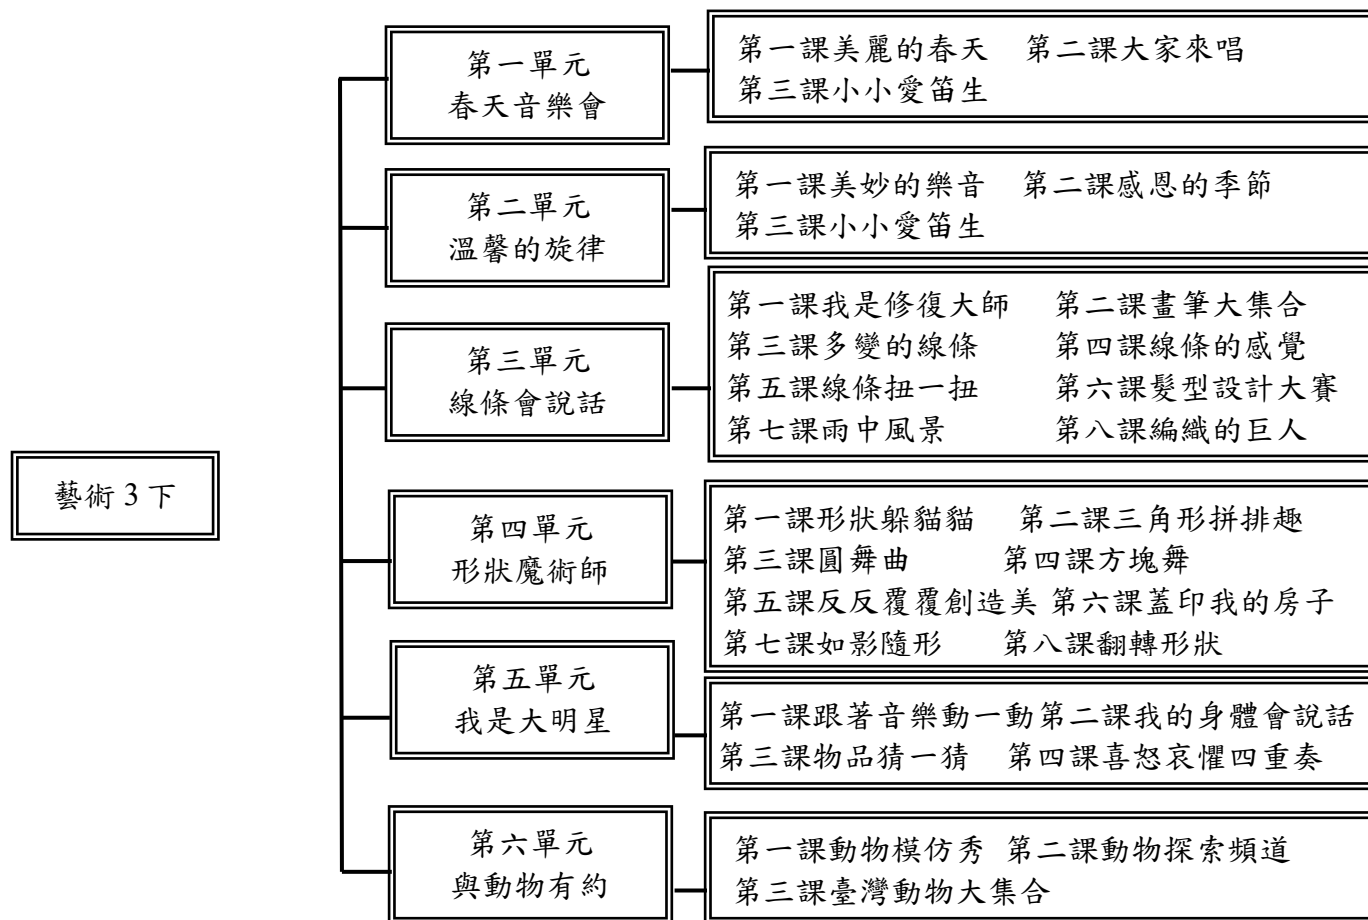 藝術3下
第一單元
春天音樂會
第一課美麗的春天 第二課大家來唱
第三課小小愛笛生
第二單元
溫馨的旋律
第一課美妙的樂音 第二課感恩的季節
第三課小小愛笛生
第三單元
線條會說話
第一課我是修復大師 第二課畫筆大集合
第三課多變的線條 第四課線條的感覺
第五課線條扭一扭 第六課髮型設計大賽
第七課雨中風景 第八課編織的巨人
第四單元
形狀魔術師
第一課形狀躲貓貓 第二課三角形拼排趣
第三課圓舞曲 第四課方塊舞
第五課反反覆覆創造美 第六課蓋印我的房子
第七課如影隨形 第八課翻轉形狀
第五單元
我是大明星
第一課跟著音樂動一動第二課我的身體會說話
第三課物品猜一猜 第四課喜怒哀懼四重奏
第六單元
與動物有約
第一課動物模仿秀 第二課動物探索頻道
第三課臺灣動物大集合